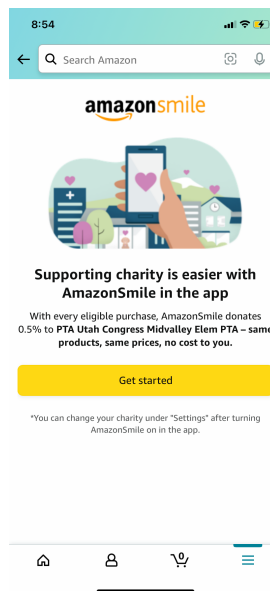 8:54
Search Amazon
amazonsmile
Supporting charity is easier with
AmazonSmile in the app
With every eligible purchase, AmazonSmile donates
0.5% to PTA Utah Congress Midvalley Elem PTA – same
products, same prices, no cost to you.
Get started
*You can change your charity under "Settings" after turning
AmazonSmile on in the app.
0